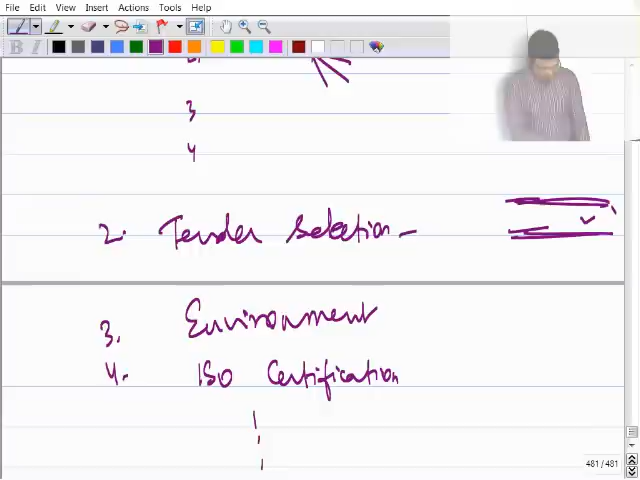 File Edit View Insert Actions Tools Help
B I
3
4
2. Tender Selection -
3. Environment
4. ISO Certification
481 / 481